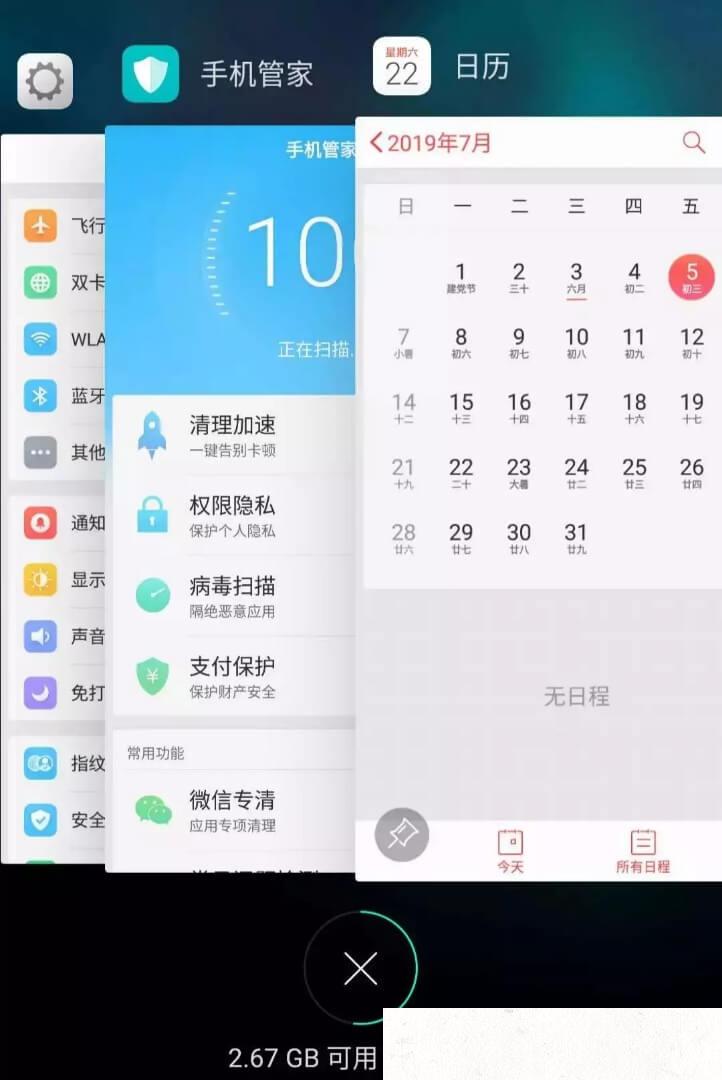 手机管家
星期六
22
日历
飞行
双卡
WLA
蓝牙
其他
通知
显示
声音
免打
指纹
安全
手机管家
100
正在扫描.
清理加速
一键告别卡顿
权限隐私
保护个人隐私
病毒扫描
隔绝恶意应用
支付保护
保护财产安全
常用功能
微信专清
应用专项清理
2019年7月
日 一 二 三 四 五
1 2 3 4 5
建党节 三十 六月 初二 初三
7 8 9 10 11 12
小暑 初六 初七 初八 初九 初十
14 15 16 17 18 19
十二 十三 十四 十五 十六 十七
21 22 23 24 25 26
十九 二十 大暑 廿二 廿三 廿四
28 29 30 31
廿六 廿七 廿八 廿九
无日程
今天 所有日程
2.67 GB 可用